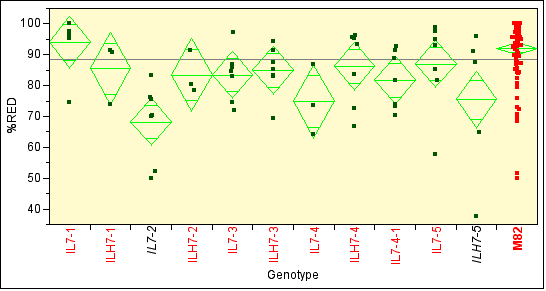 100
90
80
70
60
50
40
%RED
IL7-1
ILH7-1
IL7-2
ILH7-2
IL7-3
ILH7-3
IL7-4
ILH7-4
IL7-4-1
IL7-5
ILH7-5
M82
Genotype